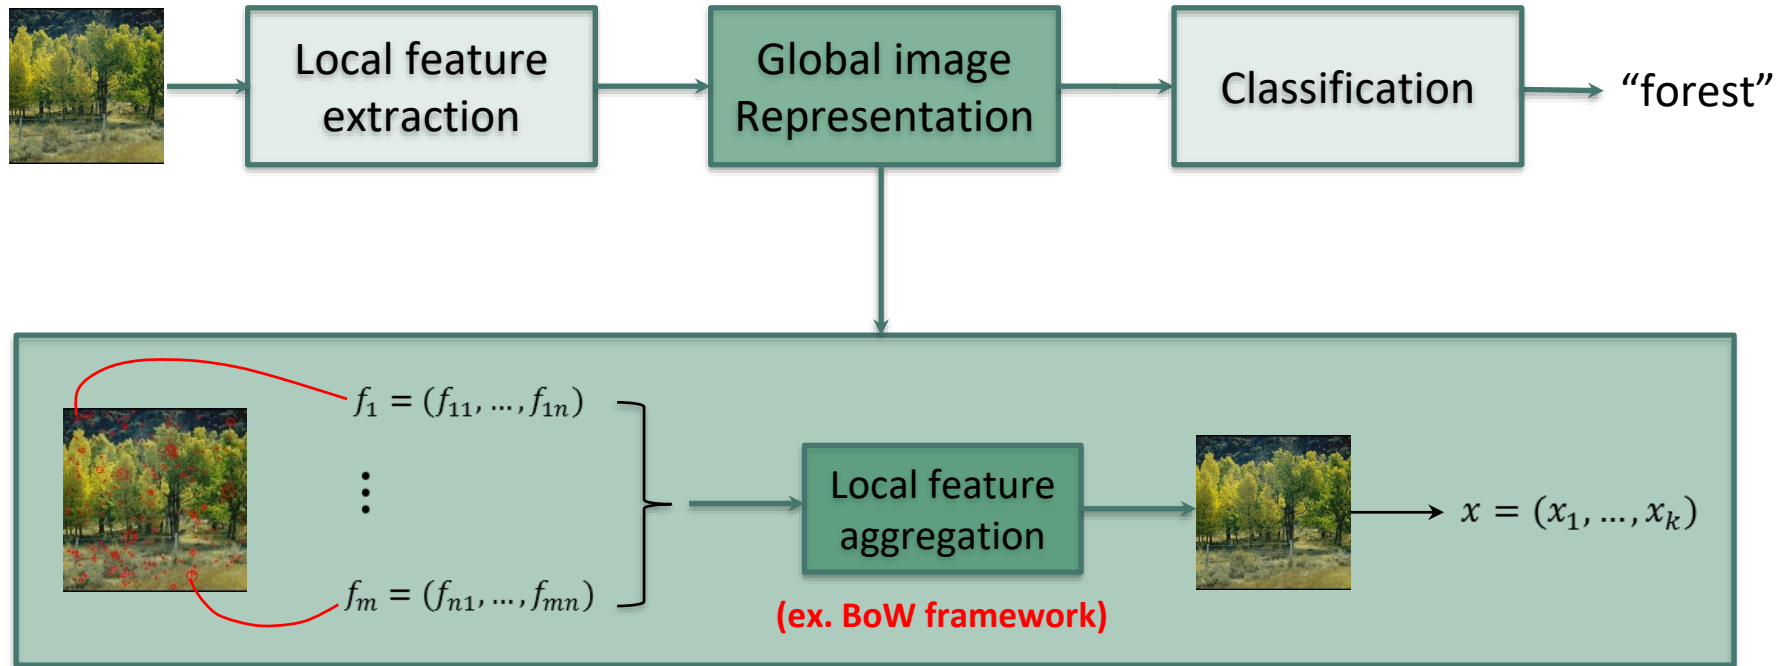 Local feature
extraction
Global image
Representation
Classification
“forest”
f₁ = (f₁₁, …, f₁ₙ)
⋮
fₘ = (fₙ₁, …, fₘₙ)
Local feature
aggregation
(ex. BoW framework)
x = (x₁, …, xₖ)